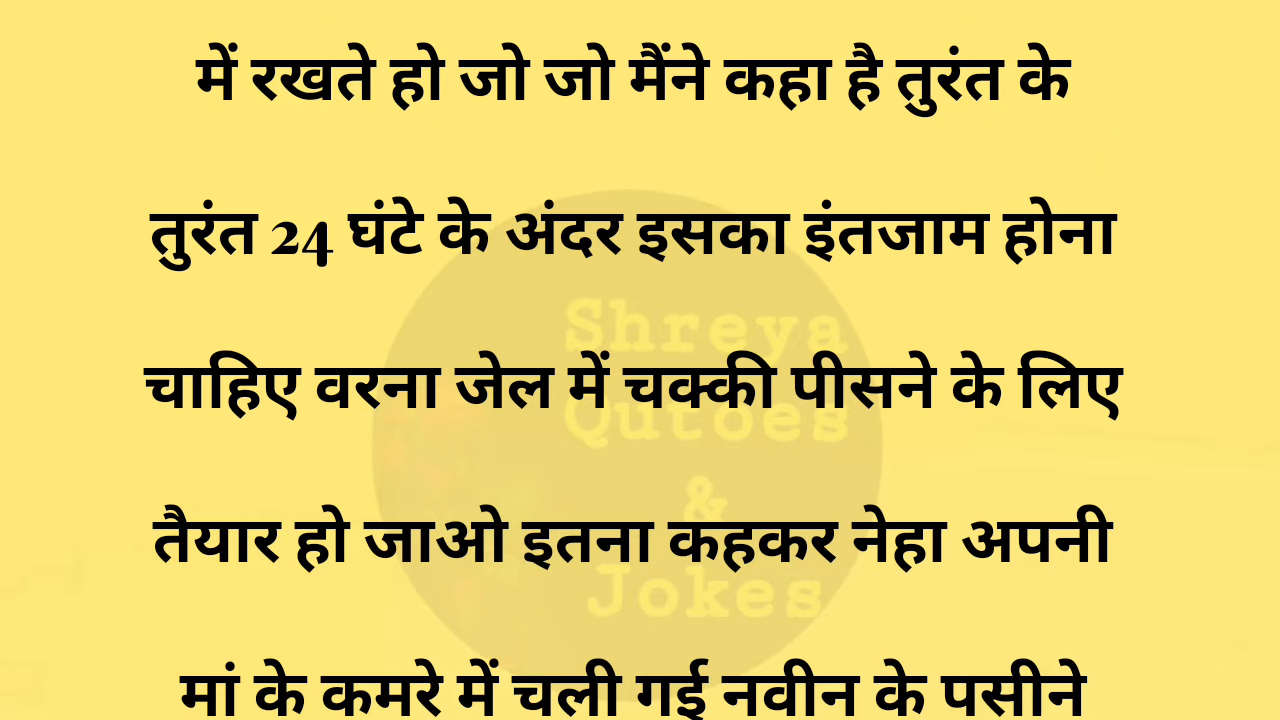 में रखते हो जो जो मैंने कहा है तुरंत के
तुरंत 24 घंटे के अंदर इसका इंतजाम होना
चाहिए वरना जेल में चक्की पीसने के लिए
तैयार हो जाओ इतना कहकर नेहा अपनी
मां के कमरे में चली गई नवीन के पसीने
Shreya
Qutoes
&
Jokes